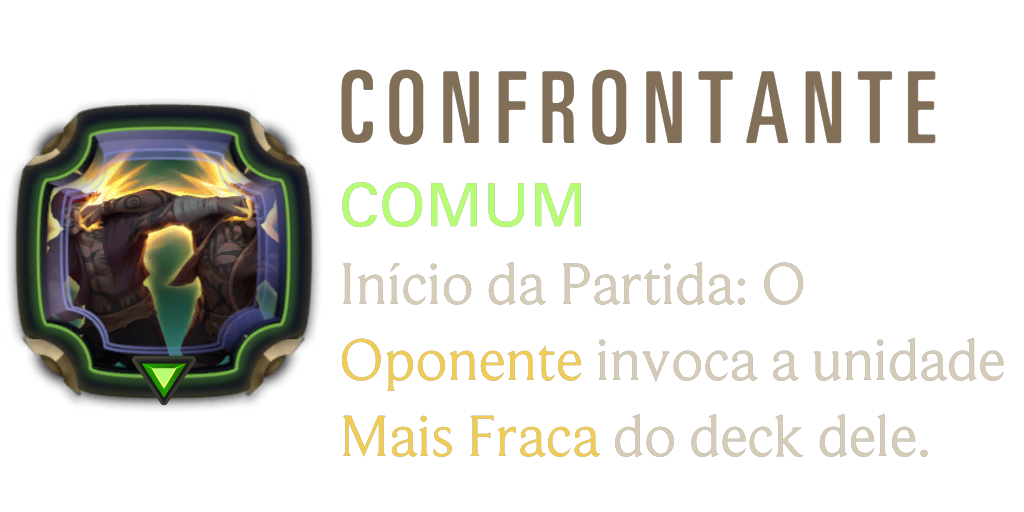 CONFRONTANTE
COMUM
Início da Partida: O
Oponente invoca a unidade
Mais Fraca do deck dele.